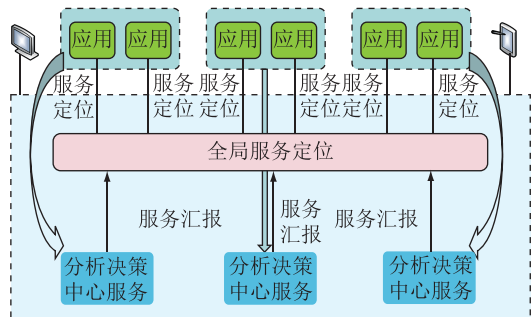 应用 应用 应用 应用 应用 应用
服务 服务 服务 服务 服务 服务
定位 定位 定位 定位 定位 定位
全局服务定位
服务汇报
服务
汇报
服务汇报
分析决策
中心服务
分析决策
中心服务
分析决策
中心服务